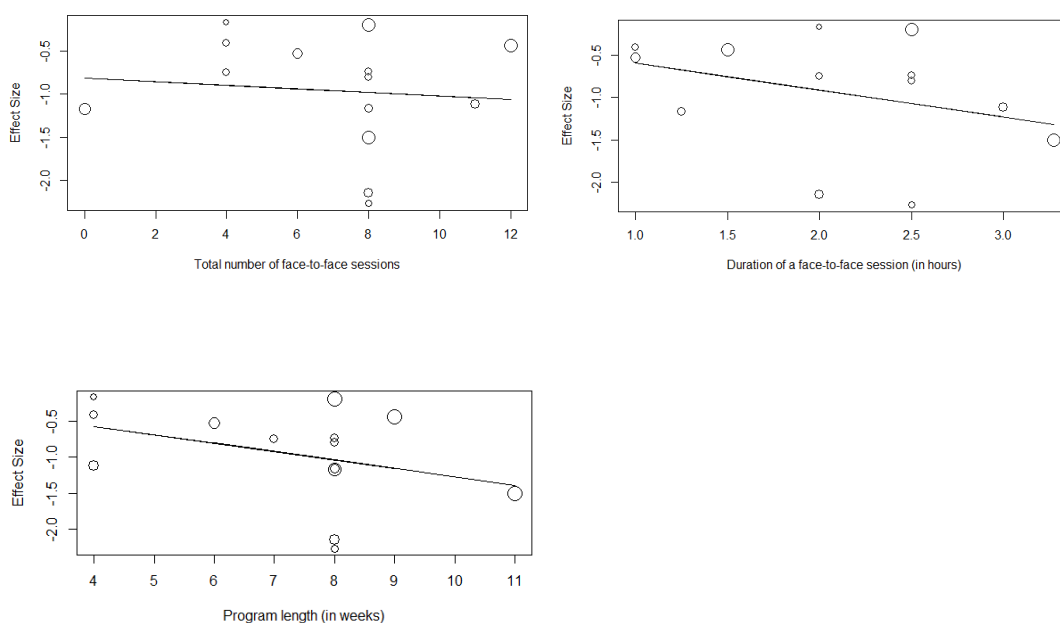 Effect Size
-0.5
-1.0
-1.5
-2.0
0 2 4 6 8 10 12
Total number of face-to-face sessions
Effect Size
-0.5
-1.0
-1.5
-2.0
1.0 1.5 2.0 2.5 3.0
Duration of a face-to-face session (in hours)
Effect Size
-0.5
-1.0
-1.5
-2.0
4 5 6 7 8 9 10 11
Program length (in weeks)